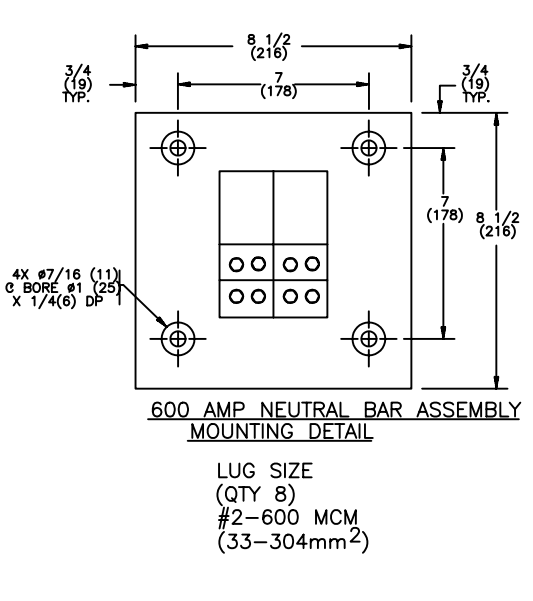 8 1/2
(216)
3/4
(19)
TYP.
7
(178)
3/4
(19)
TYP.
7
(178)
8 1/2
(216)
4X ø7/16 (11)
C BORE ø1 (25)
X 1/4(6) DP
600 AMP NEUTRAL BAR ASSEMBLY
MOUNTING DETAIL
LUG SIZE
(QTY 8)
#2-600 MCM
(33-304mm²)